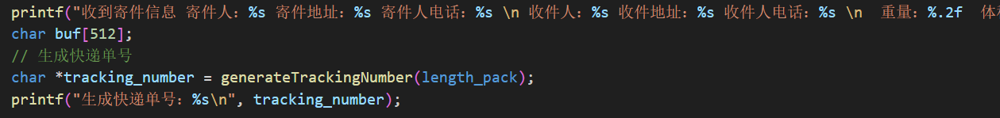 printf("收到寄件信息 寄件人：%s 寄件地址：%s 寄件人电话：%s \n 收件人：%s 收件地址：%s 收件人电话：%s \n  重量：%.2f
char buf[512];
// 生成快递单号
char *tracking_number = generateTrackingNumber(length_pack);
printf("生成快递单号：%s\n", tracking_number);